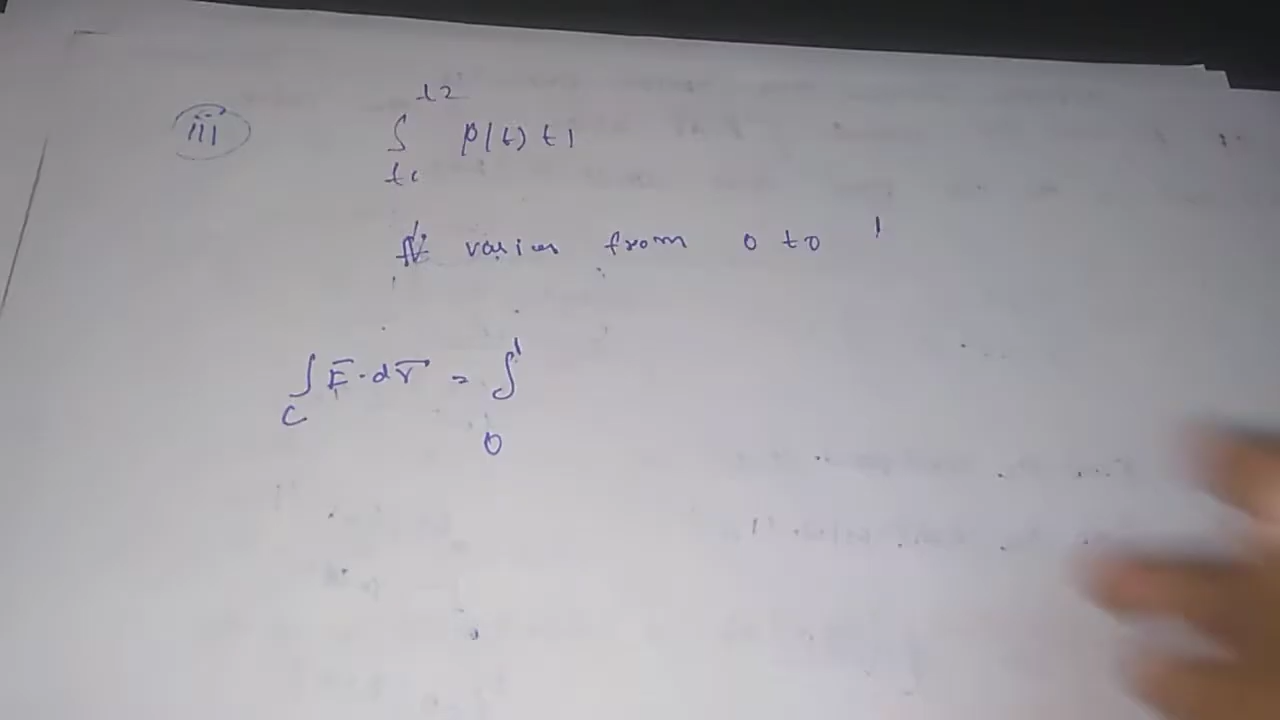 iii
t2
∫ p(t) t1
t1
varies from 0 to 1
∫ F̅·dr̅ = ∫ 1
C 0